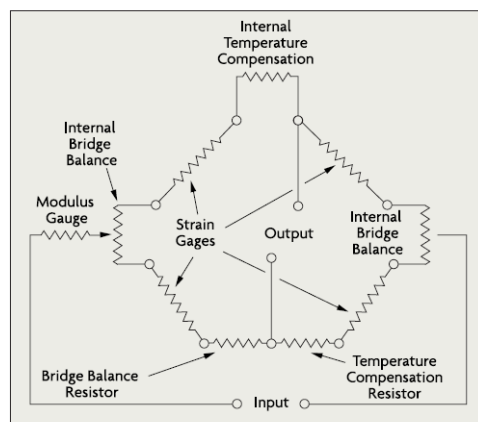 Internal
Temperature
Compensation
Internal
Bridge
Balance
Modulus
Gauge
Strain
Gages
Output
Internal
Bridge
Balance
Bridge Balance
Resistor
Temperature
Compensation
Resistor
Input